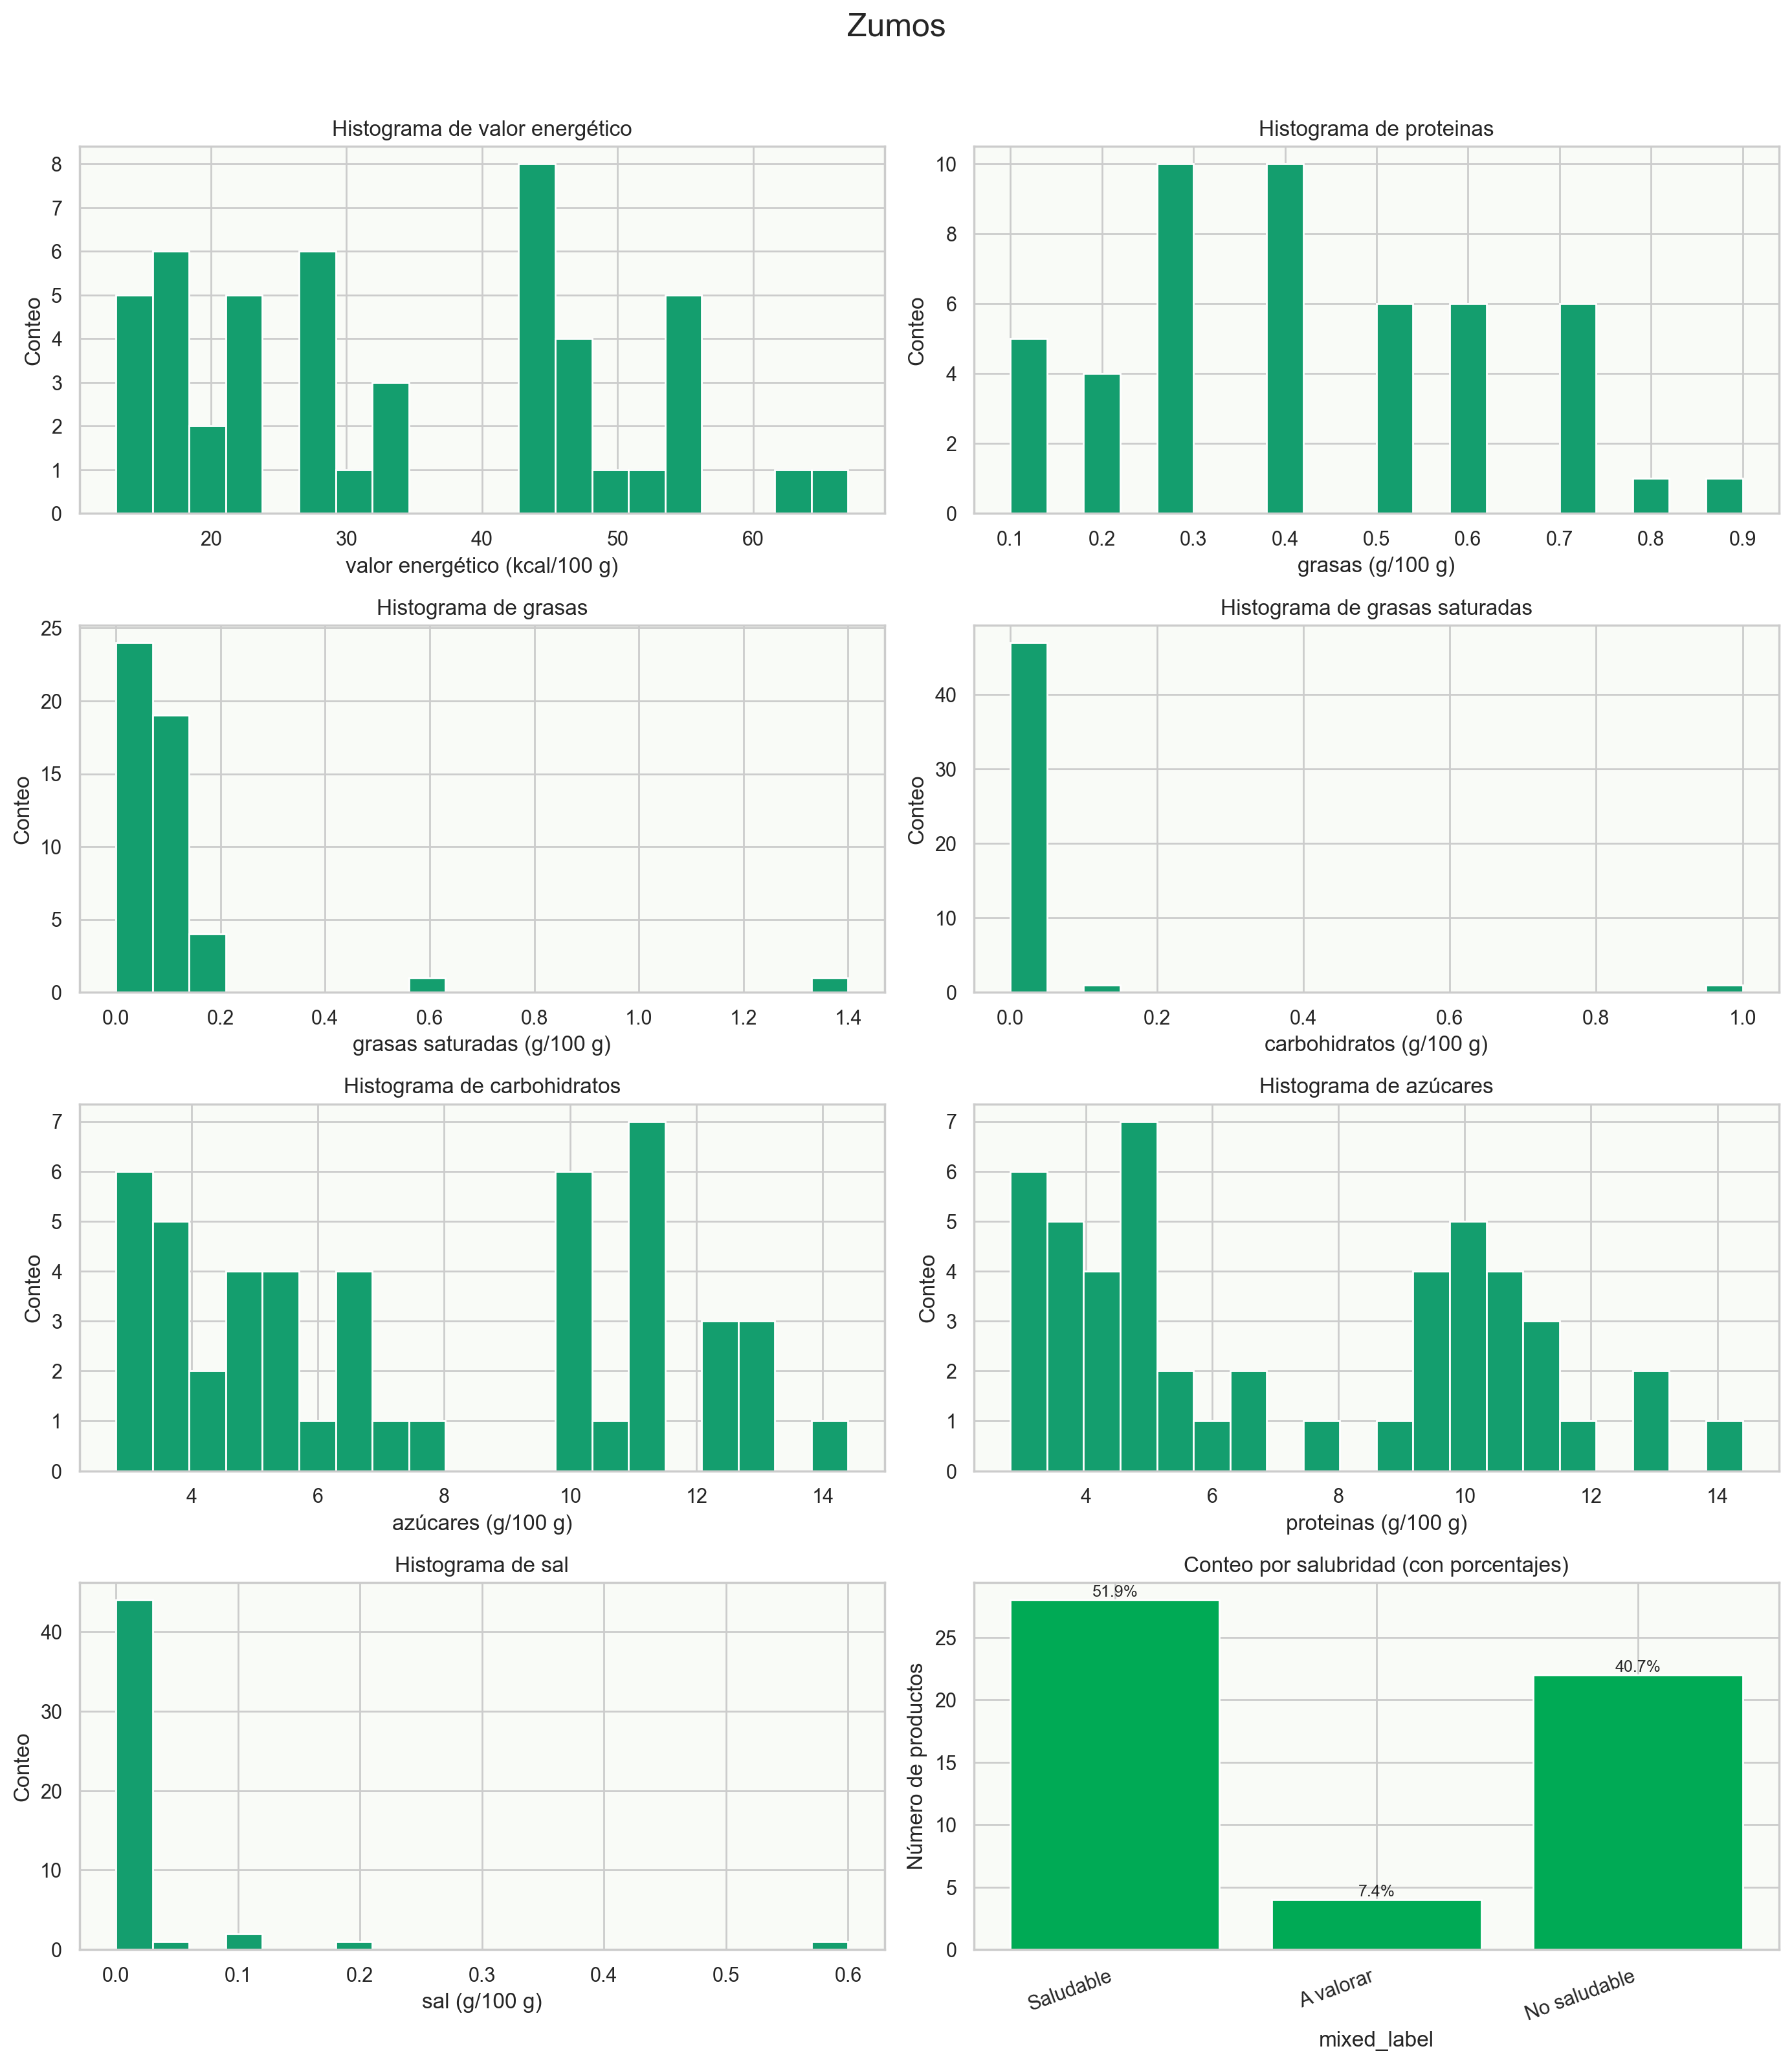 Zumos
Histograma de valor energético
Conteo
8
7
6
5
4
3
2
1
0
20 30 40 50 60
valor energético (kcal/100 g)
Histograma de proteinas
Conteo
10
8
6
4
2
0
0.1 0.2 0.3 0.4 0.5 0.6 0.7 0.8 0.9
grasas (g/100 g)
Histograma de grasas
Conteo
25
20
15
10
5
0
0.0 0.2 0.4 0.6 0.8 1.0 1.2 1.4
grasas saturadas (g/100 g)
Histograma de grasas saturadas
Conteo
40
30
20
10
0
0.0 0.2 0.4 0.6 0.8 1.0
carbohidratos (g/100 g)
Histograma de carbohidratos
Conteo
7
6
5
4
3
2
1
0
4 6 8 10 12 14
azúcares (g/100 g)
Histograma de azúcares
Conteo
7
6
5
4
3
2
1
0
4 6 8 10 12 14
proteinas (g/100 g)
Histograma de sal
Conteo
40
30
20
10
0
0.0 0.1 0.2 0.3 0.4 0.5 0.6
sal (g/100 g)
Conteo por salubridad (con porcentajes)
Número de productos
25
20
15
10
5
0
51.9%
7.4%
40.7%
Saludable
A valorar
No saludable
mixed_label